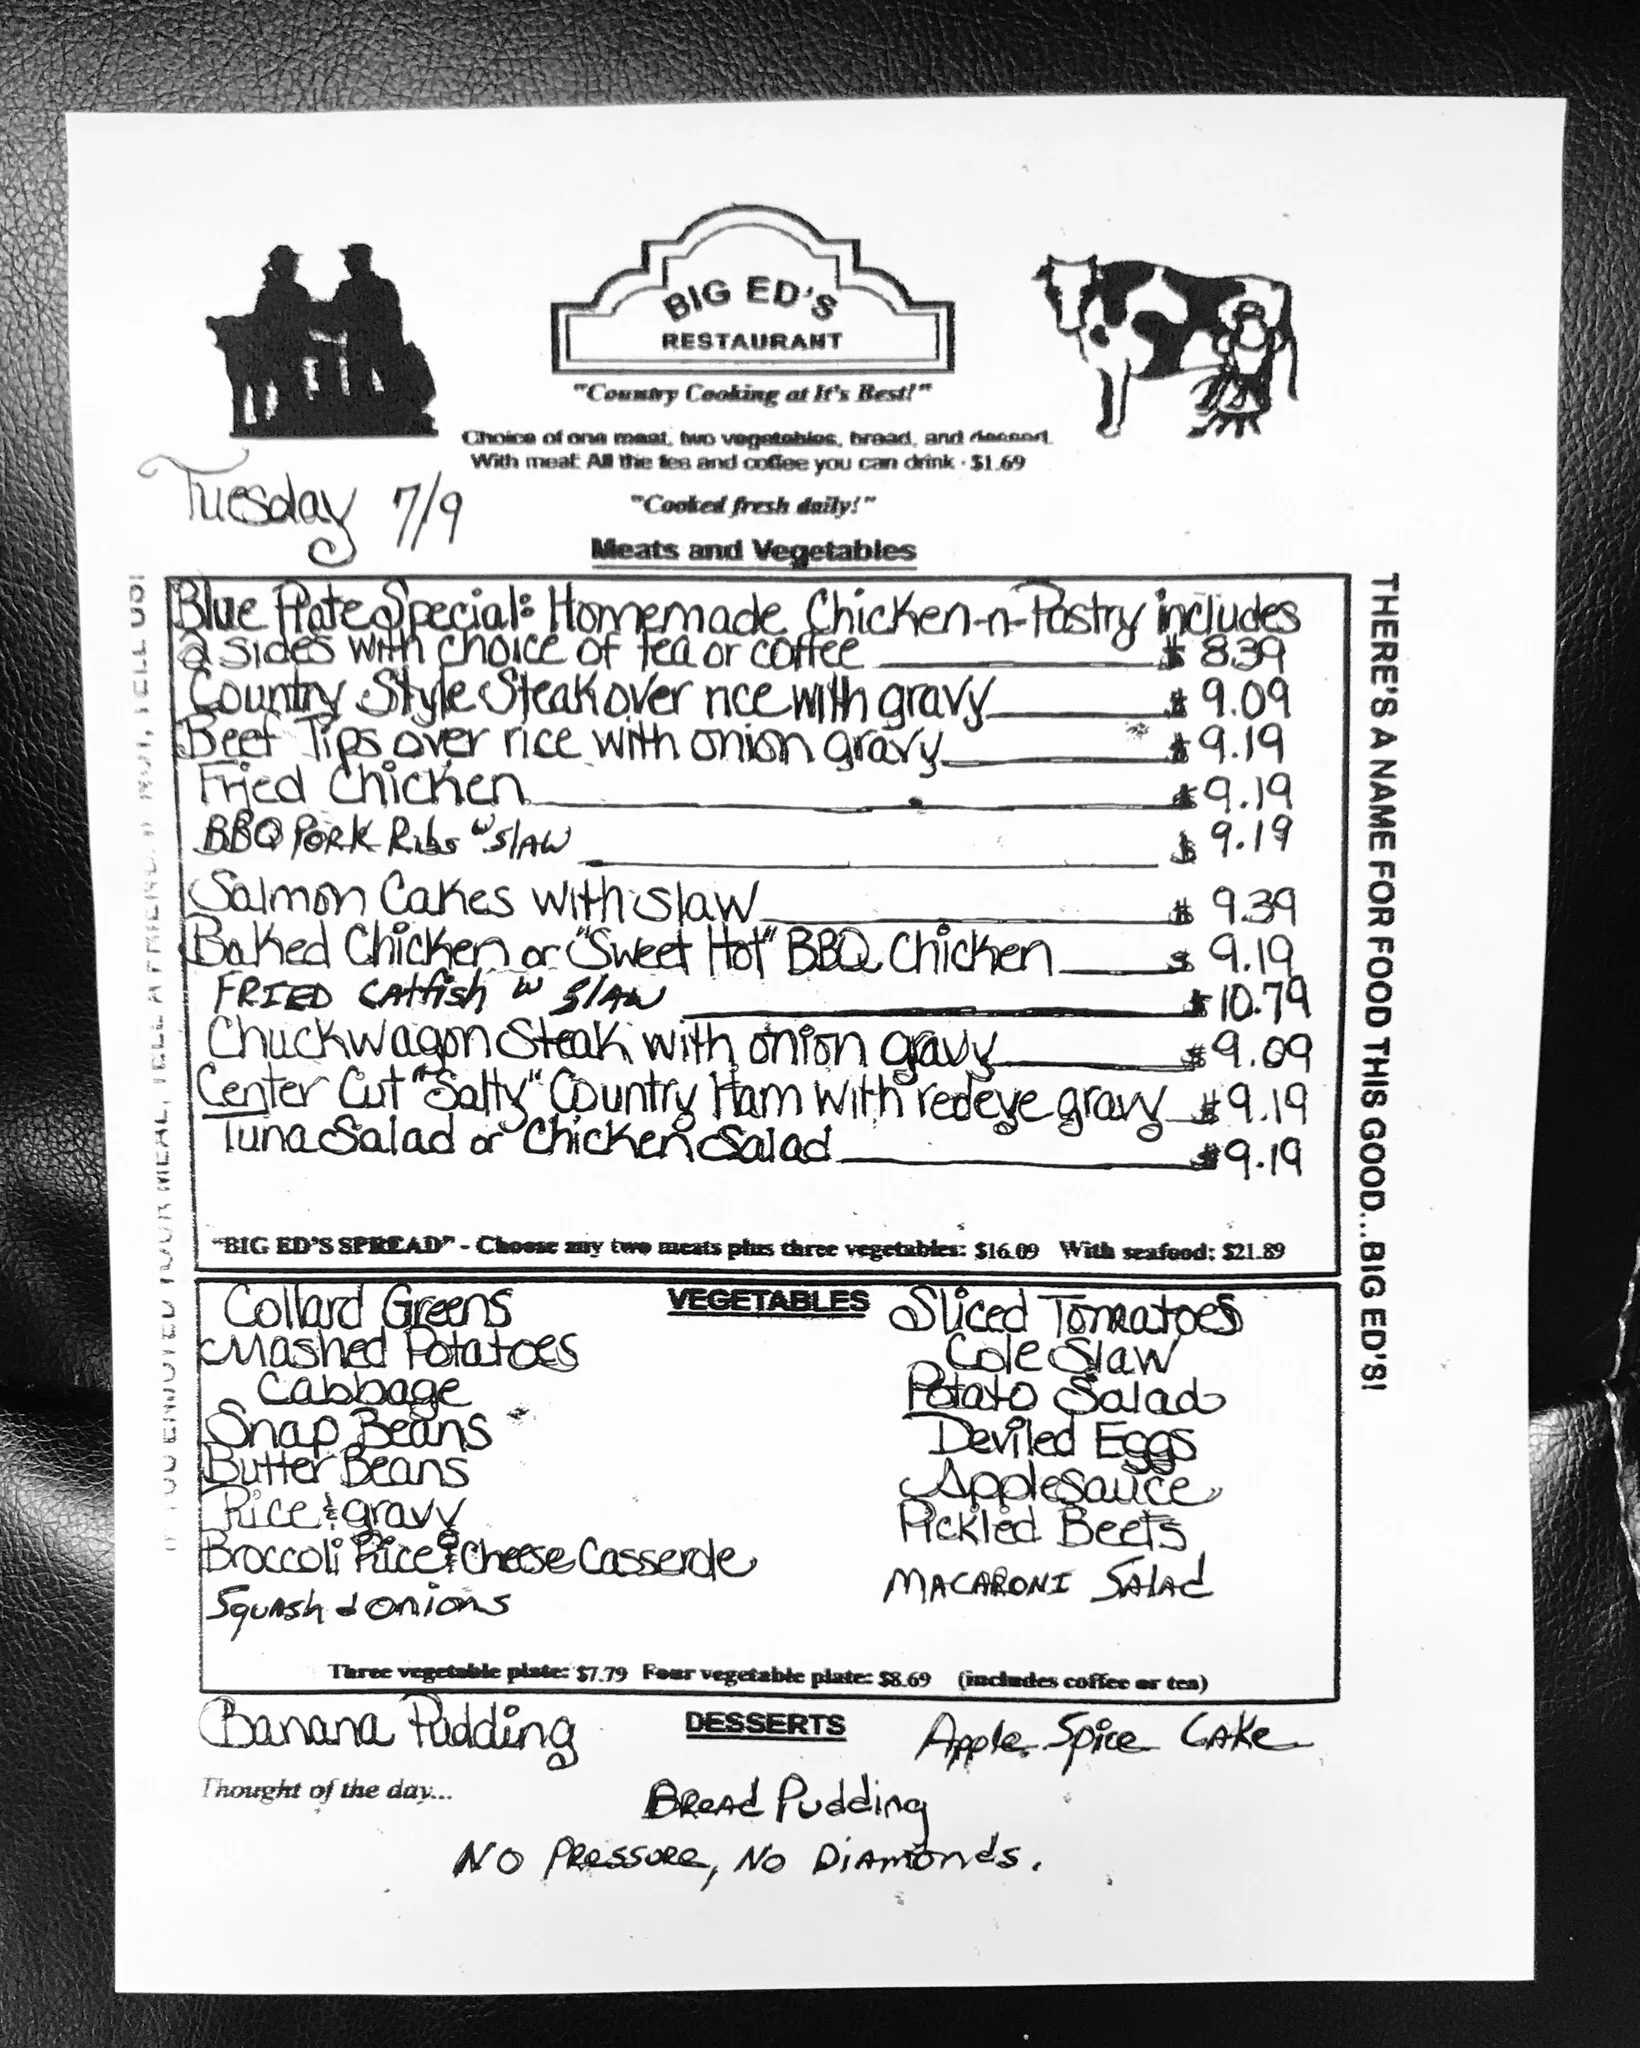 BIG ED'S
RESTAURANT
"Country Cooking at It's Best!"
Choice of one meat, two vegetables, bread, and dessert.
With meal: All the tea and coffee you can drink - $1.69
Tuesday 7/9
"Cooked fresh daily!"
Meats and Vegetables
Blue Plate Special: Homemade Chicken-n-Pastry includes
2 sides with choice of tea or coffee $8.39
Country Style Steak over rice with gravy $9.09
Beef Tips over rice with onion gravy $9.19
Fried Chicken $9.19
BBQ Pork Ribs w slaw $9.19
Salmon Cakes with slaw $9.39
Baked Chicken or "Sweet Hot" BBQ Chicken $9.19
FRIED Catfish w slaw $10.79
Chuckwagon Steak with onion gravy $9.09
Center Cut "Salty" Country Ham with redeye gravy $9.19
Tuna Salad or Chicken Salad $9.19
"BIG ED'S SPREAD" - Choose any two meats plus three vegetables: $16.09 With seafood: $21.89
IF YOU ENJOYED YOUR MEAL, TELL A FRIEND. IF NOT, TELL US!
THERE'S A NAME FOR FOOD THIS GOOD...BIG ED'S!
VEGETABLES
Collard Greens
Mashed Potatoes
Cabbage
Snap Beans
Butter Beans
Rice & gravy
Broccoli Rice & Cheese Casserole
Squash & onions
Sliced Tomatoes
Cole Slaw
Potato Salad
Deviled Eggs
Applesauce
Pickled Beets
MACARONI SALAD
Three vegetable plate: $7.79 Four vegetable plate: $8.69 (includes coffee or tea)
DESSERTS
Banana Pudding
Apple Spice Cake
Bread Pudding
Thought of the day...
No Pressure, No Diamonds.